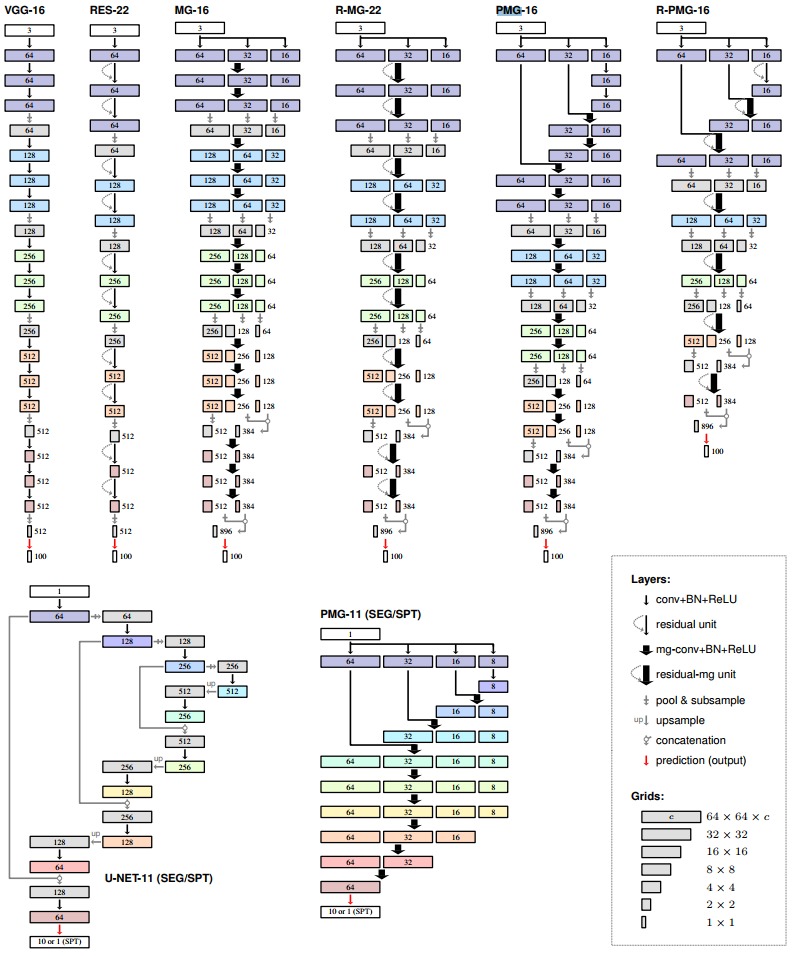 VGG-16
3
64
64
64
64
128
128
128
128
256
256
256
256
512
512
512
512
512
512
512
512
100
RES-22
3
64
64
64
64
128
128
128
256
256
256
512
512
512
512
512
512
100
MG-16
3
64 32 16
64 32 16
64 32 16
64 32 16
128 64 32
128 64 32
128 64 32
128 64 32
256 128 64
256 128 64
256 128 64
256 128 64
512 256 128
512 256 128
512 256 128
512 384
512 384
512 384
512 384
896
100
R-MG-22
3
64 32 16
64 32 16
64 32 16
64 32 16
128 64 32
128 64 32
128 64 32
256 128 64
256 128 64
256 128 64
512 256 128
512 256 128
512 384
512 384
512 384
896
100
PMG-16
3
64 32 16
16
16
32 16
32 16
64 32 16
64 32 16
64 32 16
128 64 32
128 64 32
128 64 32
256 128 64
256 128 64
256 128 64
512 256 128
512 256 128
512 384
512 384
512 384
896
100
R-PMG-16
3
64 32 16
16
32 16
64 32 16
64 32 16
128 64 32
128 64 32
256 128 64
256 128 64
512 256 128
512 384
512 384
896
100
1
64 64
128 128
256 256
512 up 512
256
512
256 up 256
128
256
128 up 128
64
128
64
10 or 1 (SPT)
U-NET-11 (SEG/SPT)
PMG-11 (SEG/SPT)
1
64 32 16 8
8
16 8
32 16 8
64 32 16 8
64 32 16 8
64 32 16 8
64 32 16
64 32
64
10 or 1 (SPT)
Layers:
conv+BN+ReLU
residual unit
mg-conv+BN+ReLU
residual-mg unit
pool & subsample
up upsample
concatenation
prediction (output)
Grids:
c 64 × 64 × c
32 × 32
16 × 16
8 × 8
4 × 4
2 × 2
1 × 1